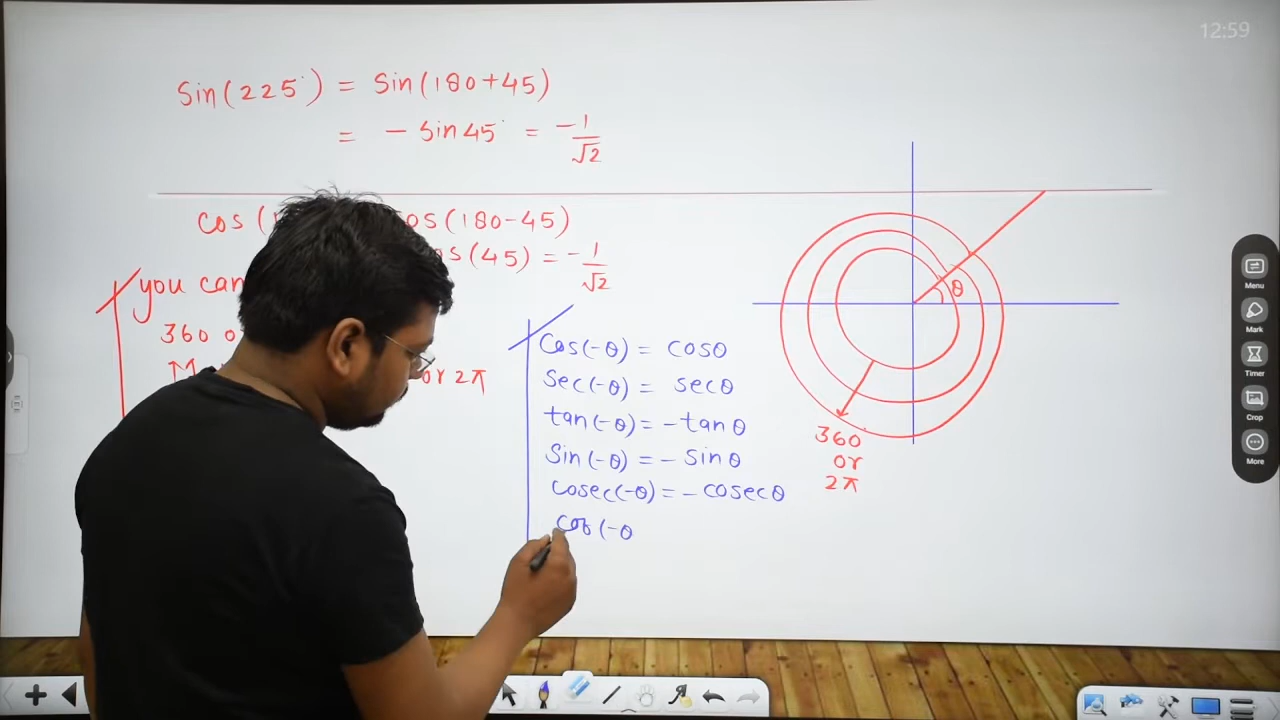 12:59
Sin(225°) = Sin(180+45)
= - Sin45° = -1/√2
cos( cos(180-45)
cos(45) = -1/√2
you can
360 o
M or 2π
Cos(-θ) = cosθ
Sec(-θ) = secθ
tan(-θ) = -tanθ
Sin(-θ) = -sinθ
cosec(-θ) = -cosecθ
cot(-θ
θ
360
or
2π
Menu
Mark
Timer
Crop
More